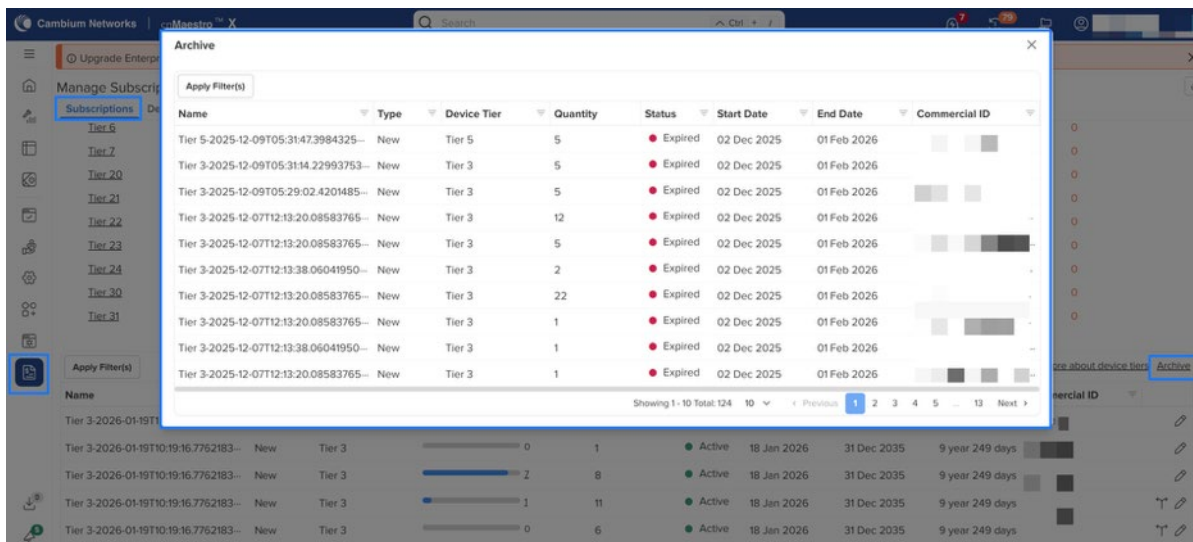 Cambium Networks | cnMaestro™ X Search Ctrl + / 7 79
Archive
Upgrade Enterpr
Apply Filter(s)
Manage Subscrip
Subscriptions De
Name Type Device Tier Quantity Status Start Date End Date Commercial ID
Tier 6 0
Tier 5-2025-12-09T05:31:47.3984325... New Tier 5 5 Expired 02 Dec 2025 01 Feb 2026
Tier 7 0
Tier 3-2025-12-09T05:31:14.22993753... New Tier 3 5 Expired 02 Dec 2025 01 Feb 2026
Tier 20 0
Tier 3-2025-12-09T05:29:02.4201485... New Tier 3 5 Expired 02 Dec 2025 01 Feb 2026
Tier 21 0
Tier 3-2025-12-07T12:13:20.08583765... New Tier 3 12 Expired 02 Dec 2025 01 Feb 2026
Tier 22 0
Tier 3-2025-12-07T12:13:20.08583765... New Tier 3 5 Expired 02 Dec 2025 01 Feb 2026
Tier 23 0
Tier 3-2025-12-07T12:13:38.06041950... New Tier 3 2 Expired 02 Dec 2025 01 Feb 2026
Tier 24 0
Tier 3-2025-12-07T12:13:20.08583765... New Tier 3 22 Expired 02 Dec 2025 01 Feb 2026
Tier 30 0
Tier 3-2025-12-07T12:13:20.08583765... New Tier 3 1 Expired 02 Dec 2025 01 Feb 2026
Tier 31 0
Tier 3-2025-12-07T12:13:38.06041950... New Tier 3 1 Expired 02 Dec 2025 01 Feb 2026
Tier 3-2025-12-07T12:13:20.08583765... New Tier 3 1 Expired 02 Dec 2025 01 Feb 2026
Apply Filter(s) ore about device tiers Archive
Showing 1 - 10 Total: 124 10 Previous 1 2 3 4 5 ... 13 Next
Name mercial ID
Tier 3-2026-01-19T1
Tier 3-2026-01-19T10:19:16.7762183... New Tier 3 0 1 Active 18 Jan 2026 31 Dec 2035 9 year 249 days
Tier 3-2026-01-19T10:19:16.7762183... New Tier 3 7 8 Active 18 Jan 2026 31 Dec 2035 9 year 249 days
Tier 3-2026-01-19T10:19:16.7762183... New Tier 3 1 11 Active 18 Jan 2026 31 Dec 2035 9 year 249 days
Tier 3-2026-01-19T10:19:16.7762183... New Tier 3 0 6 Active 18 Jan 2026 31 Dec 2035 9 year 249 days